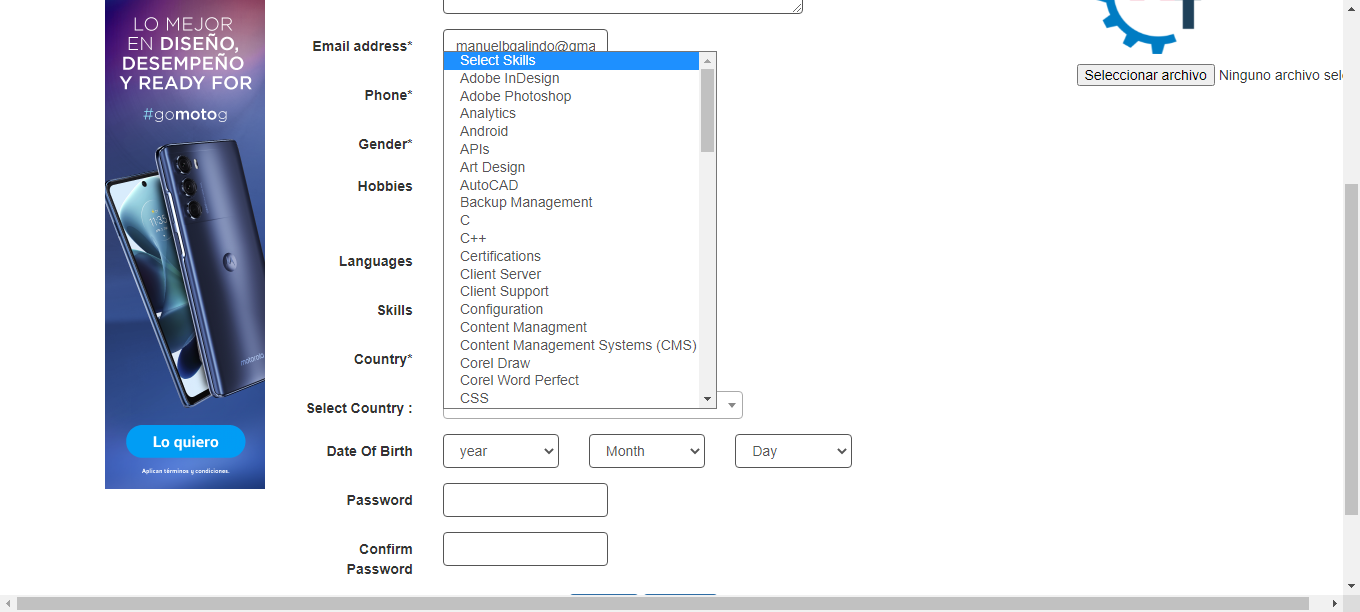 LO MEJOR
EN DISEÑO,
DESEMPEÑO
Y READY FOR
#gomotog
11:35
motorola
Lo quiero
Aplican términos y condiciones.
Email address*
manuelbgalindo@gma
Phone*
Gender*
Hobbies
Languages
Skills
Select Skills
Adobe InDesign
Adobe Photoshop
Analytics
Android
APIs
Art Design
AutoCAD
Backup Management
C
C++
Certifications
Client Server
Client Support
Configuration
Content Managment
Content Management Systems (CMS)
Corel Draw
Corel Word Perfect
CSS
Country*
Select Country :
Date Of Birth
year
Month
Day
Password
Confirm
Password
Seleccionar archivo Ninguno archivo sel